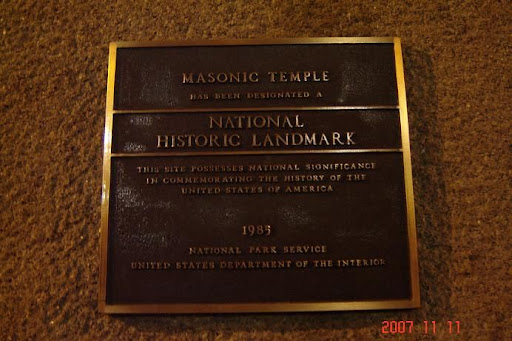 MASONIC TEMPLE
HAS BEEN DESIGNATED A
NATIONAL
HISTORIC LANDMARK
THIS SITE POSSESSES NATIONAL SIGNIFICANCE
IN COMMEMORATING THE HISTORY OF THE
UNITED STATES OF AMERICA
1985
NATIONAL PARK SERVICE
UNITED STATES DEPARTMENT OF THE INTERIOR
2007 11 11